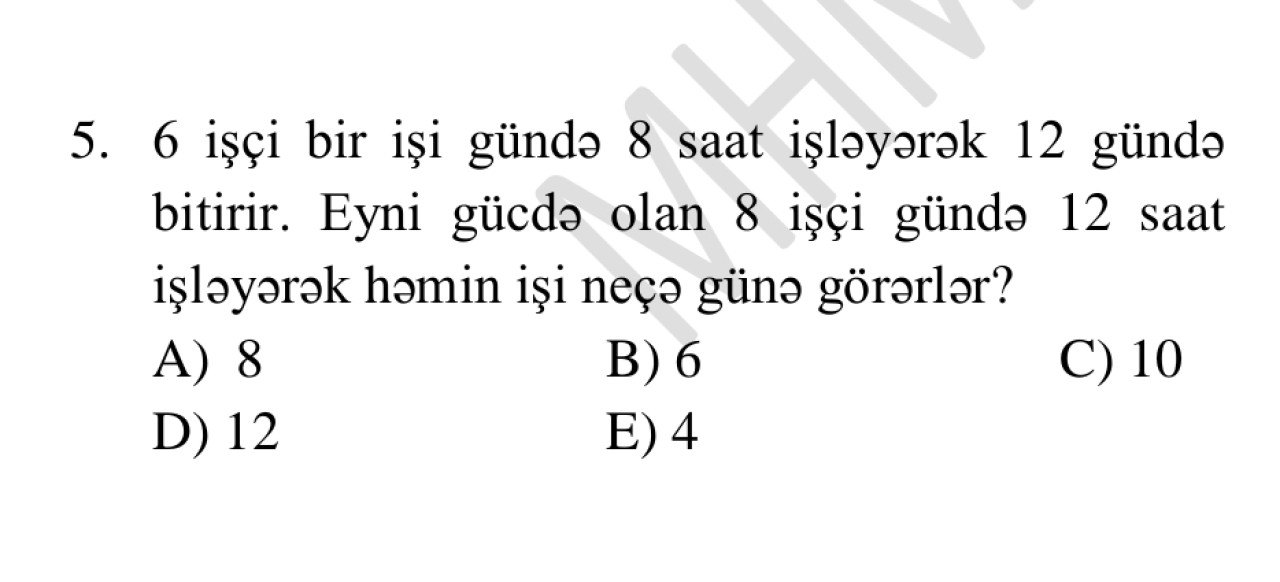 5. 6 işçi bir işi gündə 8 saat işləyərək 12 gündə
bitirir. Eyni gücdə olan 8 işçi gündə 12 saat
işləyərək həmin işi neçə günə görərlər?
A) 8 B) 6 C) 10
D) 12 E) 4